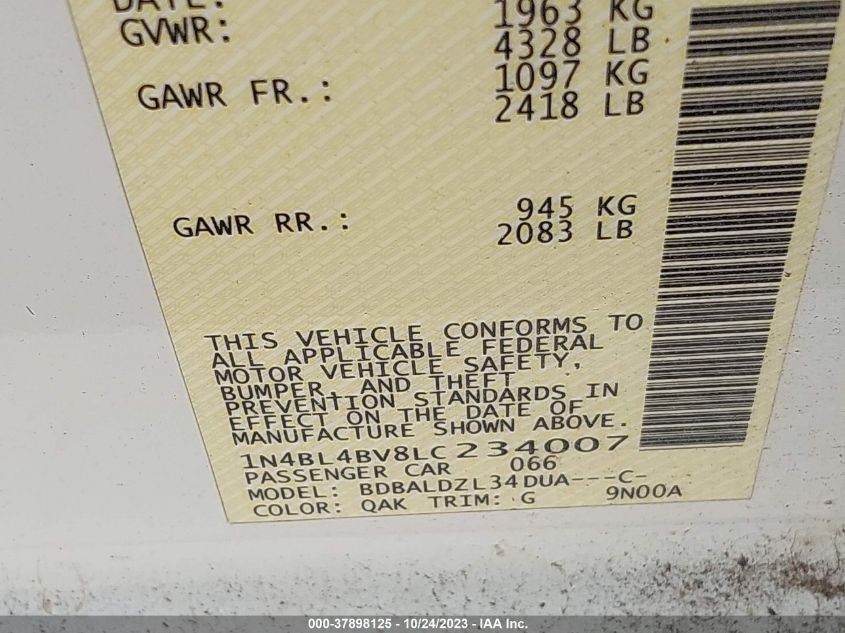 DATE:
1963 KG
GVWR:
4328 LB
1097 KG
GAWR FR.:
2418 LB
945 KG
GAWR RR.:
2083 LB
THIS VEHICLE CONFORMS TO
ALL APPLICABLE FEDERAL
MOTOR VEHICLE SAFETY,
BUMPER, AND THEFT
PREVENTION STANDARDS IN
EFFECT ON THE DATE OF
MANUFACTURE SHOWN ABOVE.
1N4BL4BV8LC234007
PASSENGER CAR 066
MODEL: BDBALDZL34DUA---C-
COLOR: QAK TRIM: G 9N00A
000-37898125 - 10/24/2023 - IAA Inc.